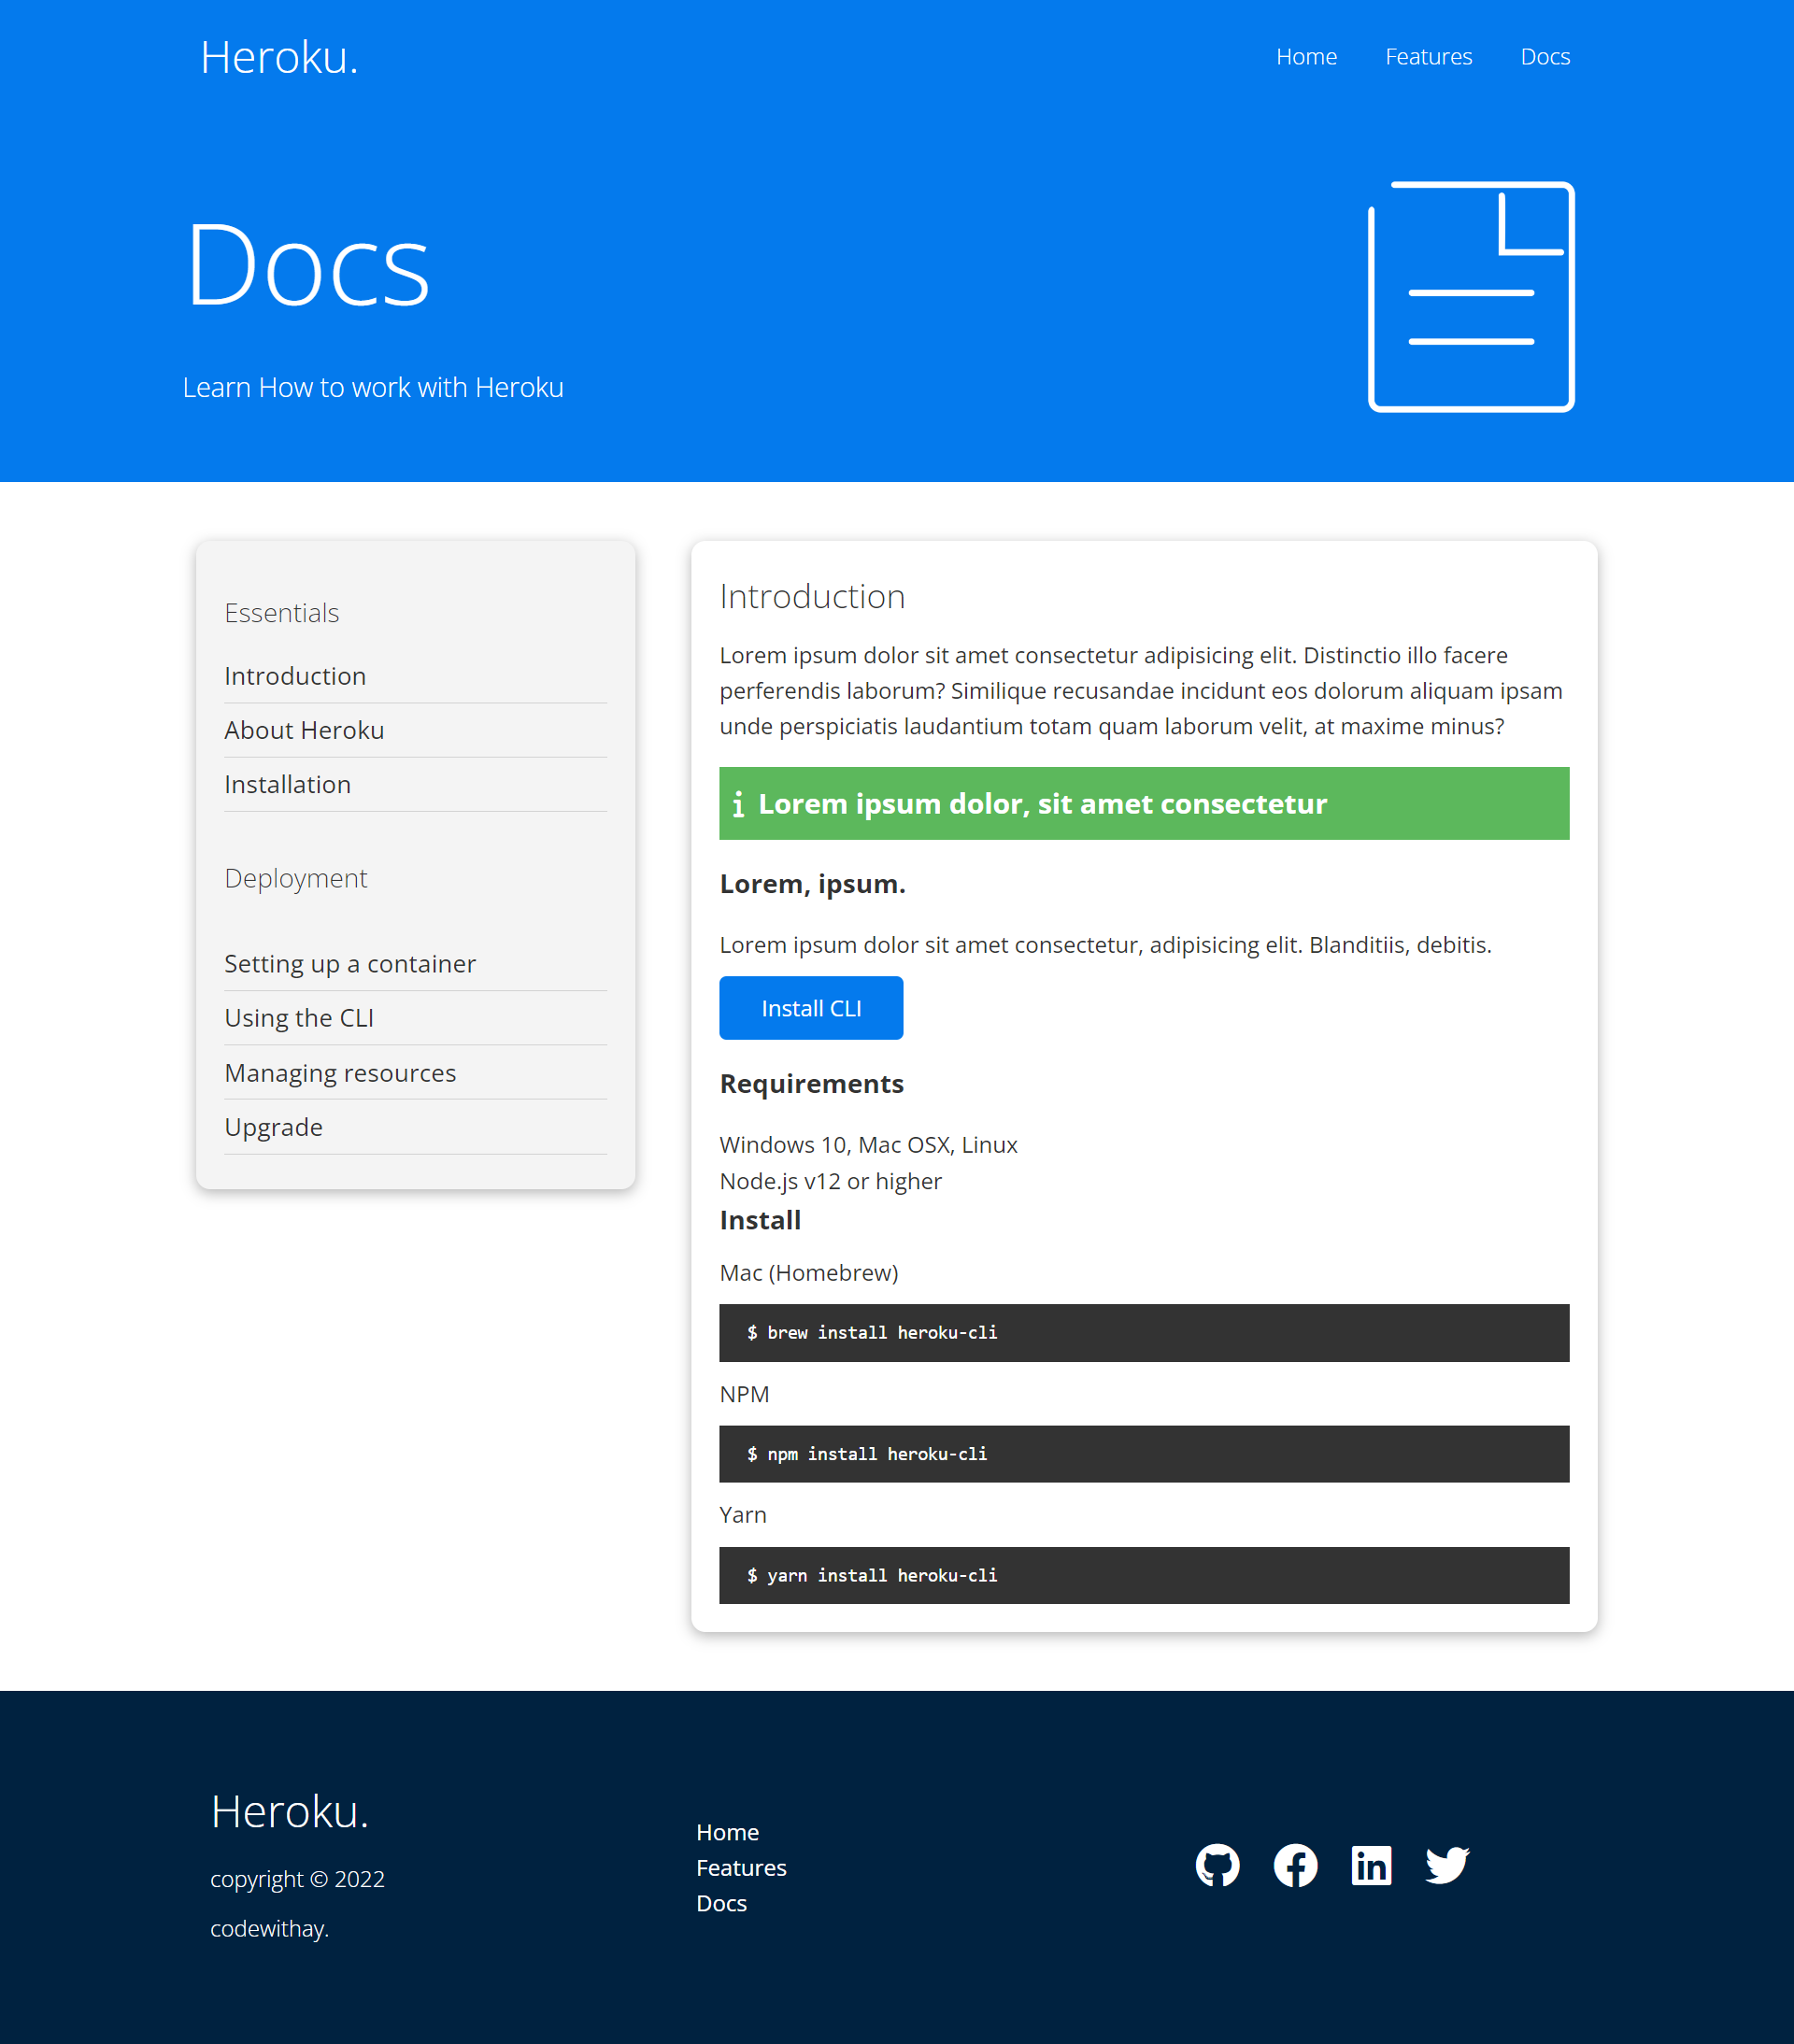 Heroku.
Home
Features
Docs
Docs
Learn How to work with Heroku
Essentials
Introduction
About Heroku
Installation
Deployment
Setting up a container
Using the CLI
Managing resources
Upgrade
Introduction
Lorem ipsum dolor sit amet consectetur adipisicing elit. Distinctio illo facere
perferendis laborum? Similique recusandae incidunt eos dolorum aliquam ipsam
unde perspiciatis laudantium totam quam laborum velit, at maxime minus?
Lorem ipsum dolor, sit amet consectetur
Lorem, ipsum.
Lorem ipsum dolor sit amet consectetur, adipisicing elit. Blanditiis, debitis.
Install CLI
Requirements
Windows 10, Mac OSX, Linux
Node.js v12 or higher
Install
Mac (Homebrew)
$ brew install heroku-cli
NPM
$ npm install heroku-cli
Yarn
$ yarn install heroku-cli
Heroku.
copyright © 2022
codewithay.
Home
Features
Docs